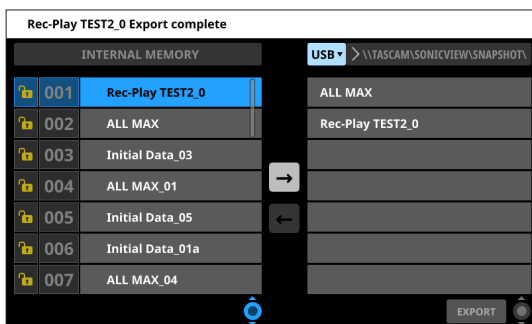 Rec-Play TEST2_0 Export complete
INTERNAL MEMORY
USB \\TASCAM\SONICVIEW\SNAPSHOT\
001 Rec-Play TEST2_0
002 ALL MAX
003 Initial Data_03
004 ALL MAX_01
005 Initial Data_05
006 Initial Data_01a
007 ALL MAX_04
ALL MAX
Rec-Play TEST2_0
EXPORT